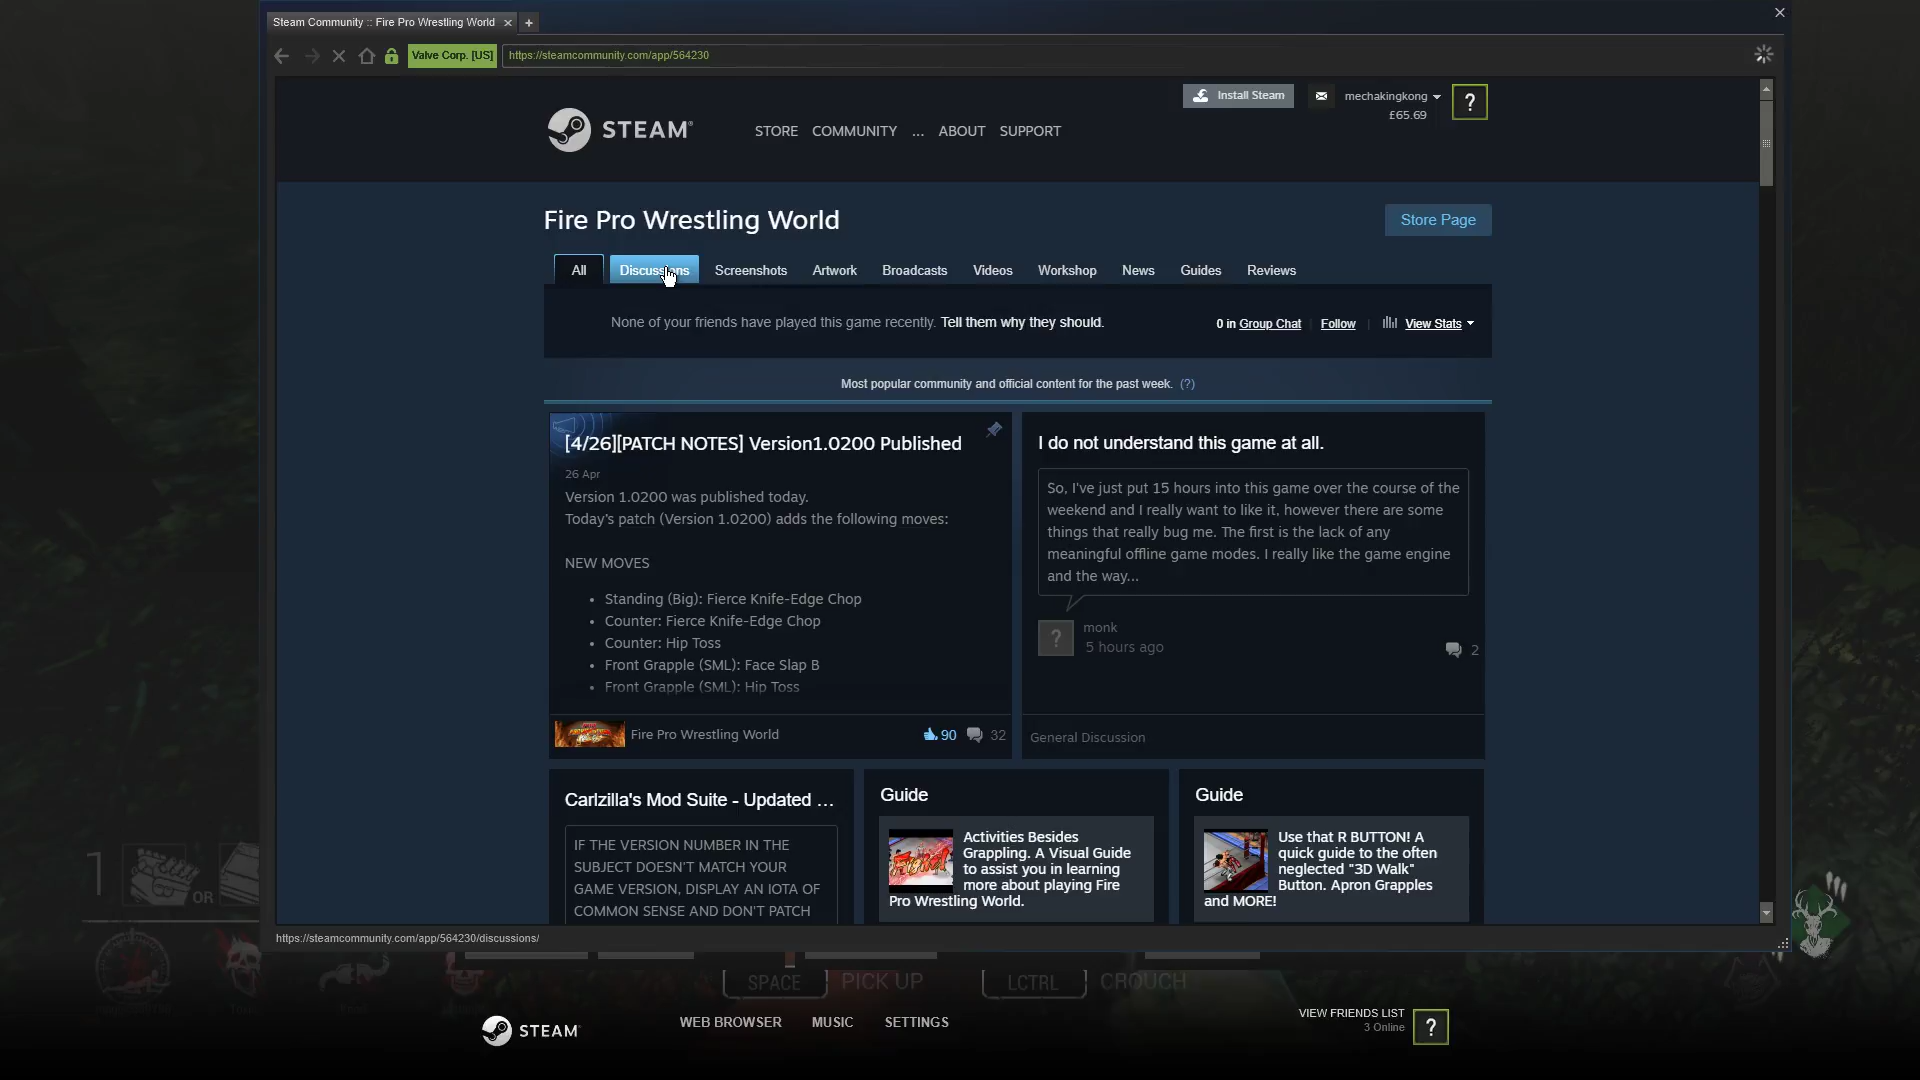 Steam Community :: Fire Pro Wrestling World
Valve Corp. [US]
https://steamcommunity.com/app/564230
Install Steam
mechakingkong
£65.69
?
STEAM®
STORE COMMUNITY ... ABOUT SUPPORT
Fire Pro Wrestling World
Store Page
All Discussions Screenshots Artwork Broadcasts Videos Workshop News Guides Reviews
None of your friends have played this game recently. Tell them why they should.
0 in Group Chat | Follow | View Stats
Most popular community and official content for the past week. (?)
[4/26][PATCH NOTES] Version1.0200 Published
26 Apr
Version 1.0200 was published today.
Today's patch (Version 1.0200) adds the following moves:
NEW MOVES
• Standing (Big): Fierce Knife-Edge Chop
• Counter: Fierce Knife-Edge Chop
• Counter: Hip Toss
• Front Grapple (SML): Face Slap B
• Front Grapple (SML): Hip Toss
Fire Pro Wrestling World
90 32
I do not understand this game at all.
So, I've just put 15 hours into this game over the course of the
weekend and I really want to like it, however there are some
things that really bug me. The first is the lack of any
meaningful offline game modes. I really like the game engine
and the way...
?
monk
5 hours ago
2
General Discussion
Carlzilla's Mod Suite - Updated ...
IF THE VERSION NUMBER IN THE
SUBJECT DOESN'T MATCH YOUR
GAME VERSION, DISPLAY AN IOTA OF
COMMON SENSE AND DON'T PATCH
Guide
Activities Besides
Grappling. A Visual Guide
to assist you in learning
more about playing Fire
Pro Wrestling World.
Guide
Use that R BUTTON! A
quick guide to the often
neglected "3D Walk"
Button. Apron Grapples
and MORE!
1
OR
https://steamcommunity.com/app/564230/discussions/
SPACE PICK UP LCTRL CROUCH
STEAM
WEB BROWSER MUSIC SETTINGS
VIEW FRIENDS LIST
3 Online
?